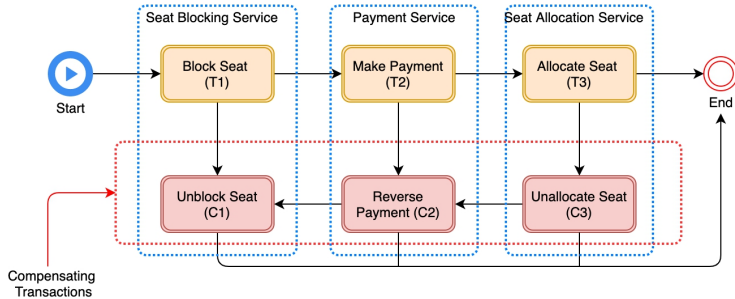 Seat Blocking Service
Payment Service
Seat Allocation Service
Block Seat
(T1)
Make Payment
(T2)
Allocate Seat
(T3)
Start
End
Unblock Seat
(C1)
Reverse
Payment (C2)
Unallocate Seat
(C3)
Compensating
Transactions